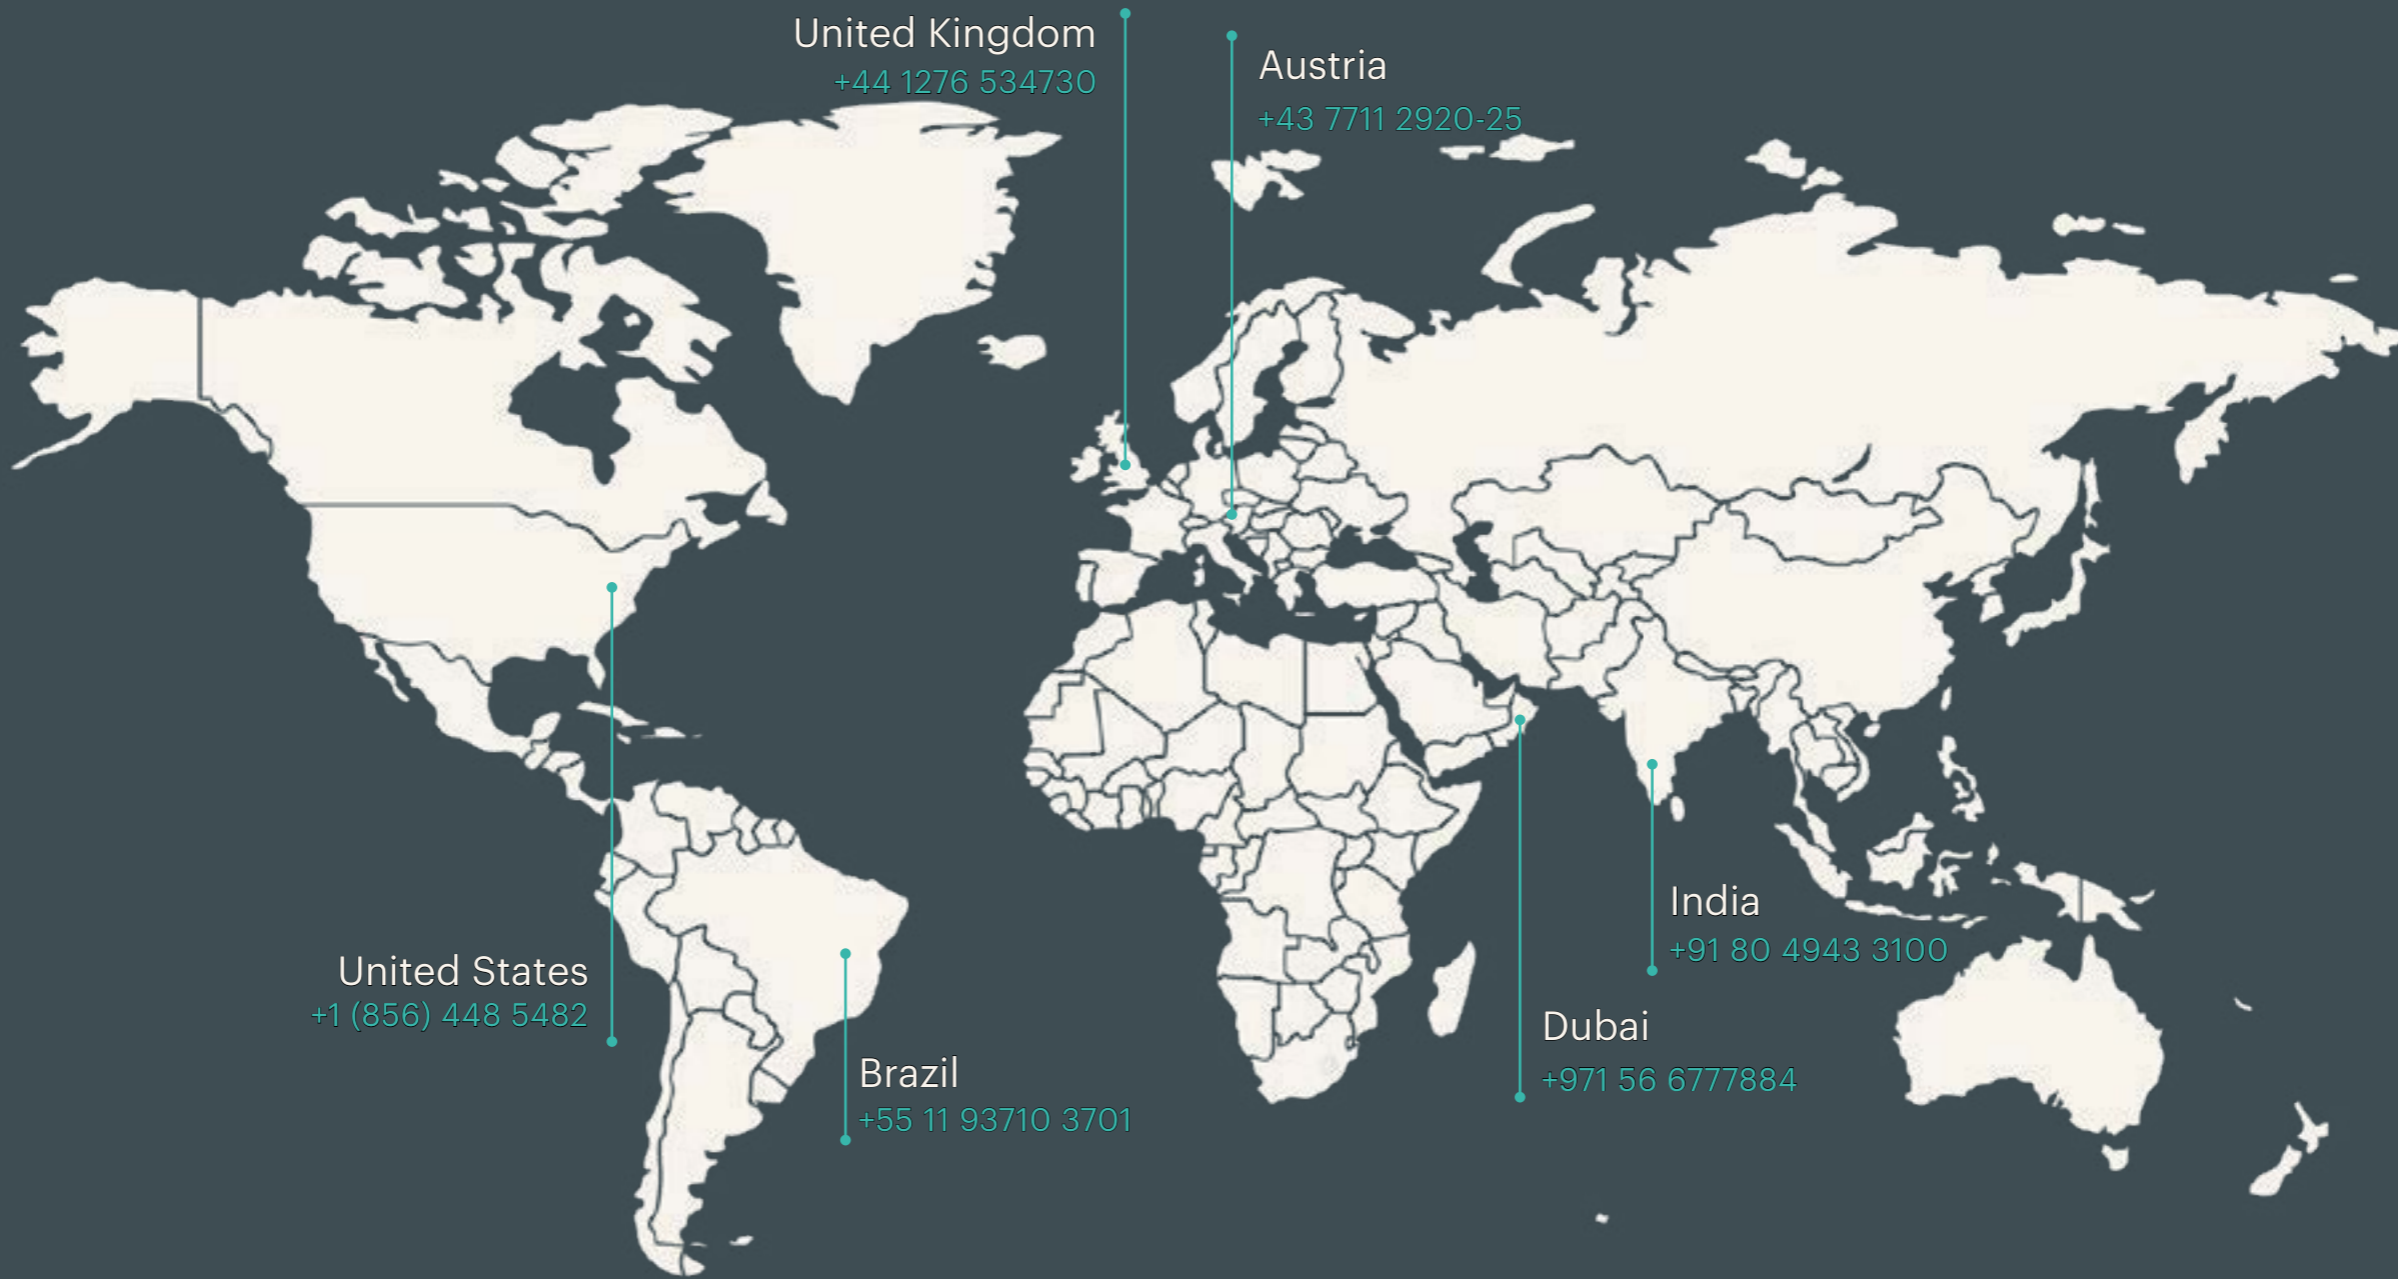 United Kingdom
+44 1276 534730
Austria
+43 7711 2920-25
India
+91 80 4943 3100
United States
+1 (856) 448 5482
Dubai
+971 56 6777884
Brazil
+55 11 93710 3701